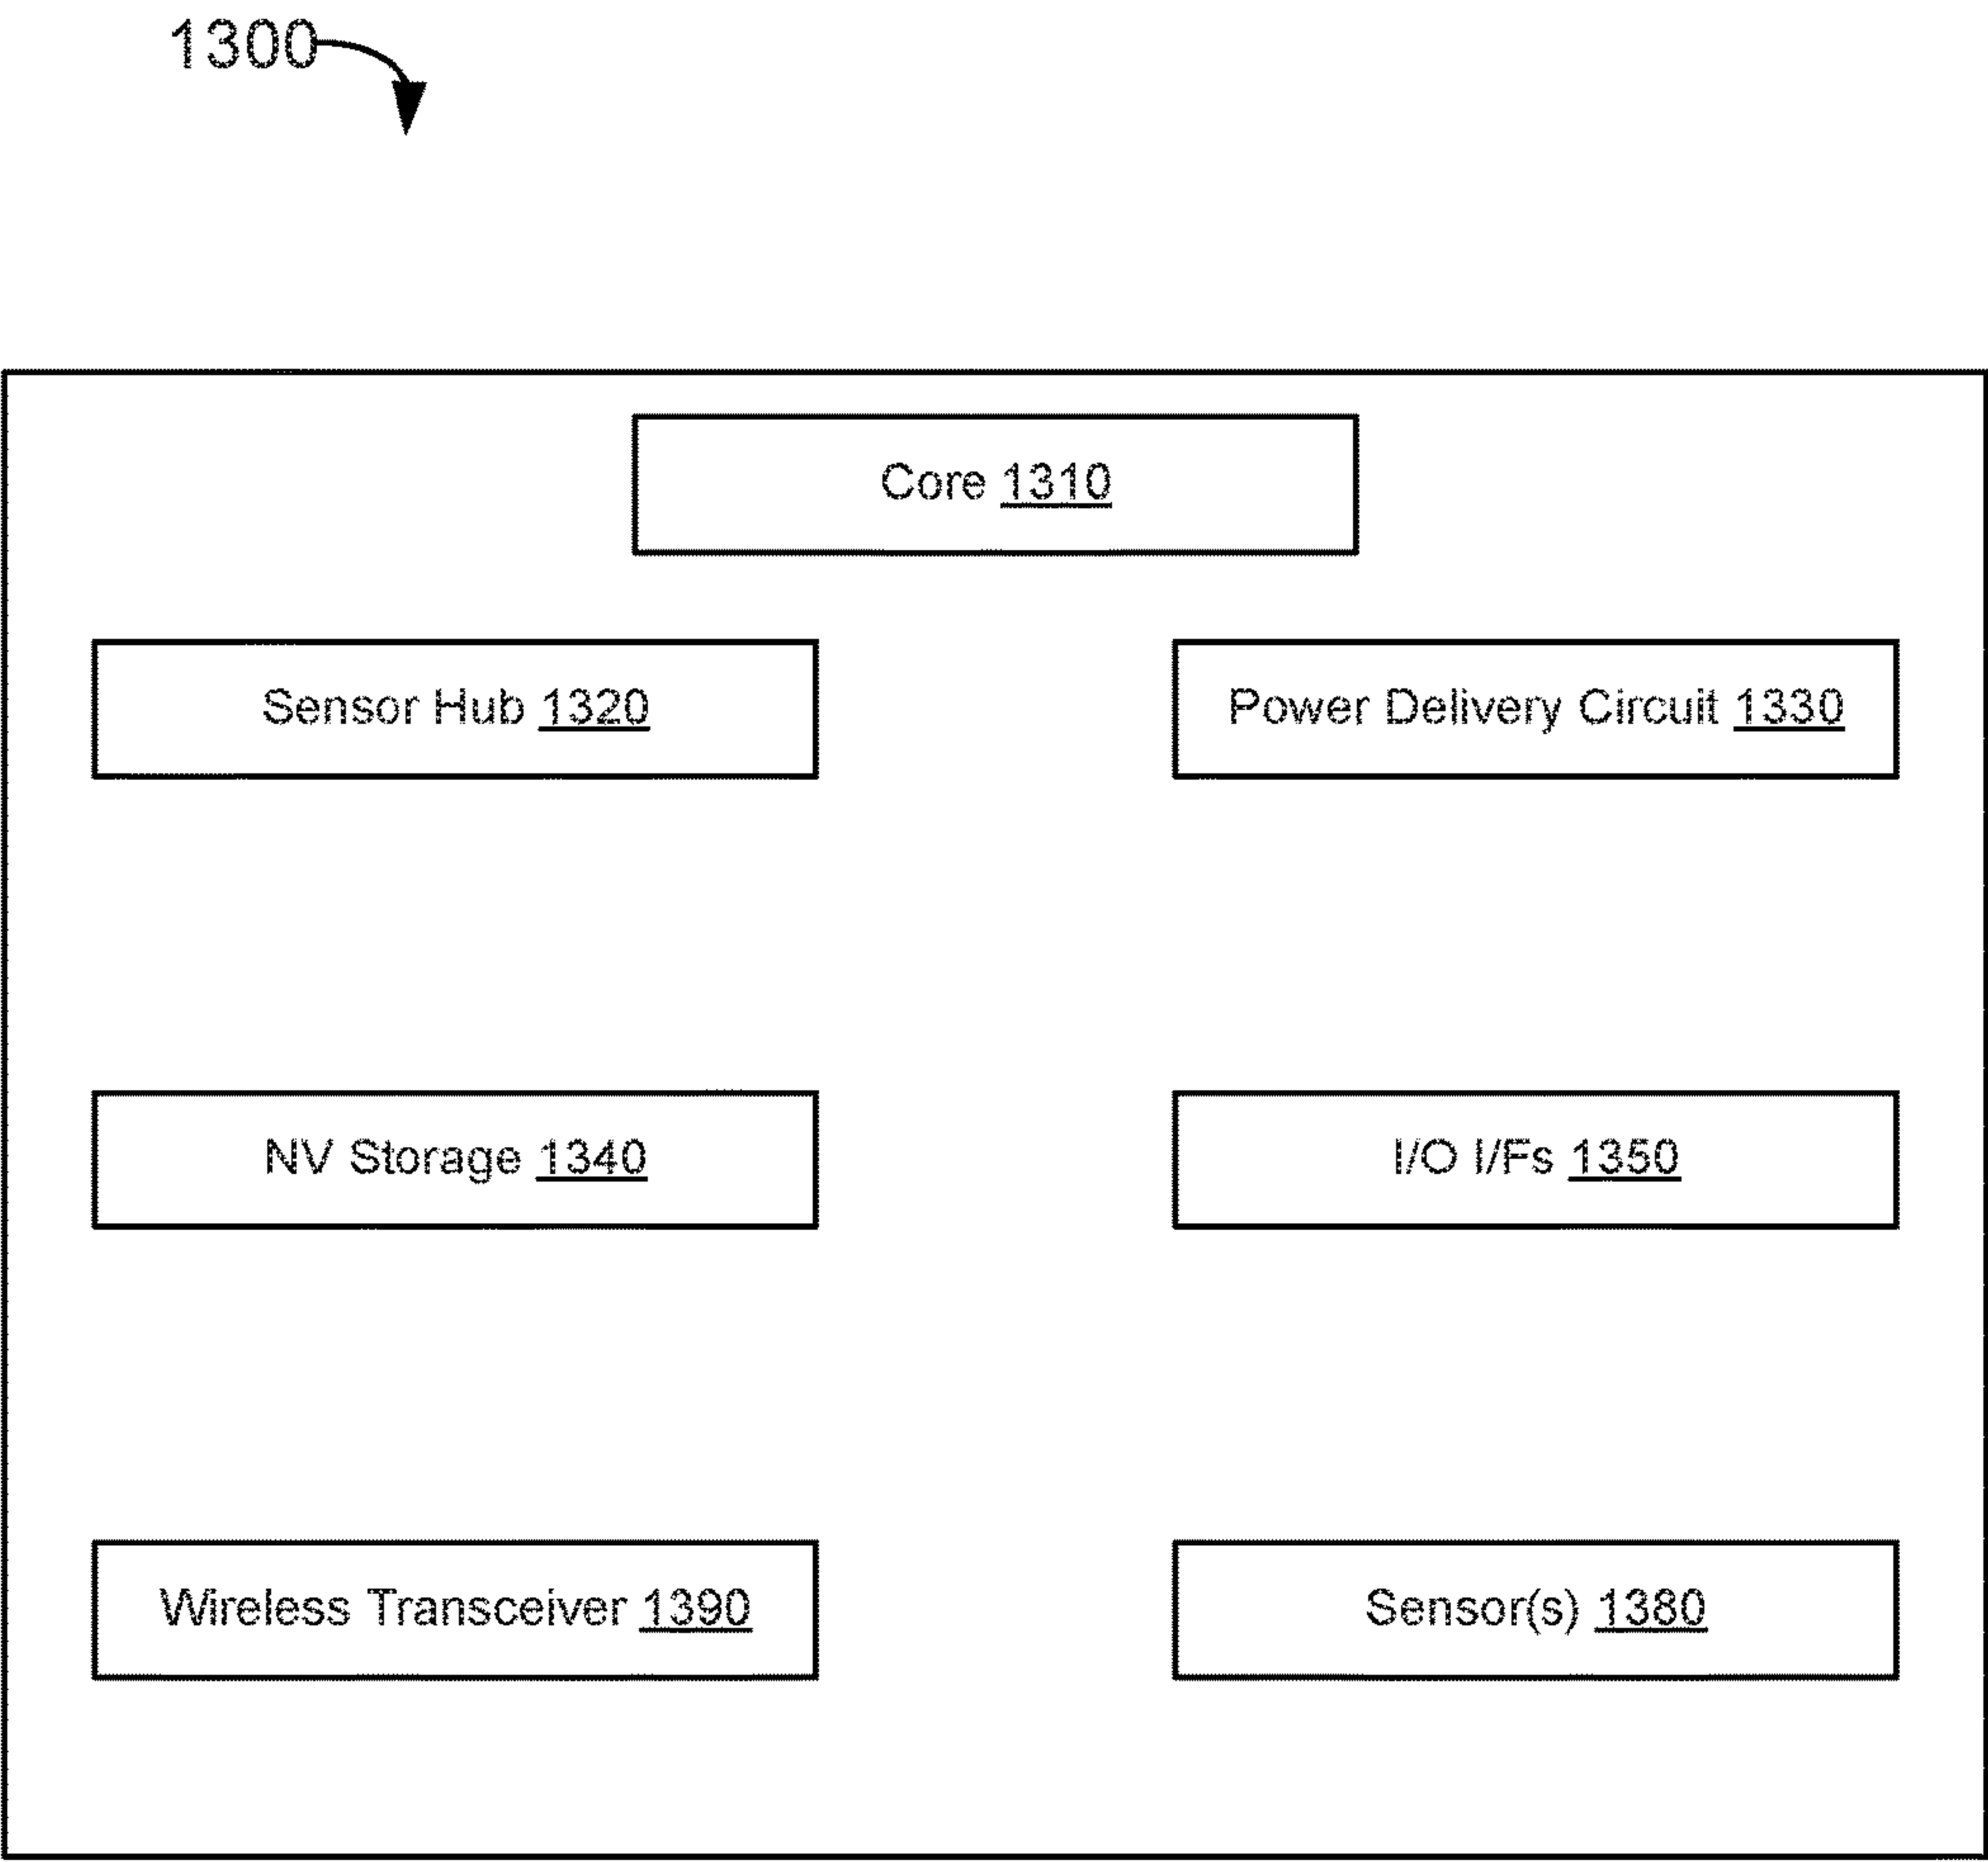 1300
Core 1310
Sensor Hub 1320
Power Delivery Circuit 1330
NV Storage 1340
I/O I/Fs 1350
Wireless Transceiver 1390
Sensor(s) 1380